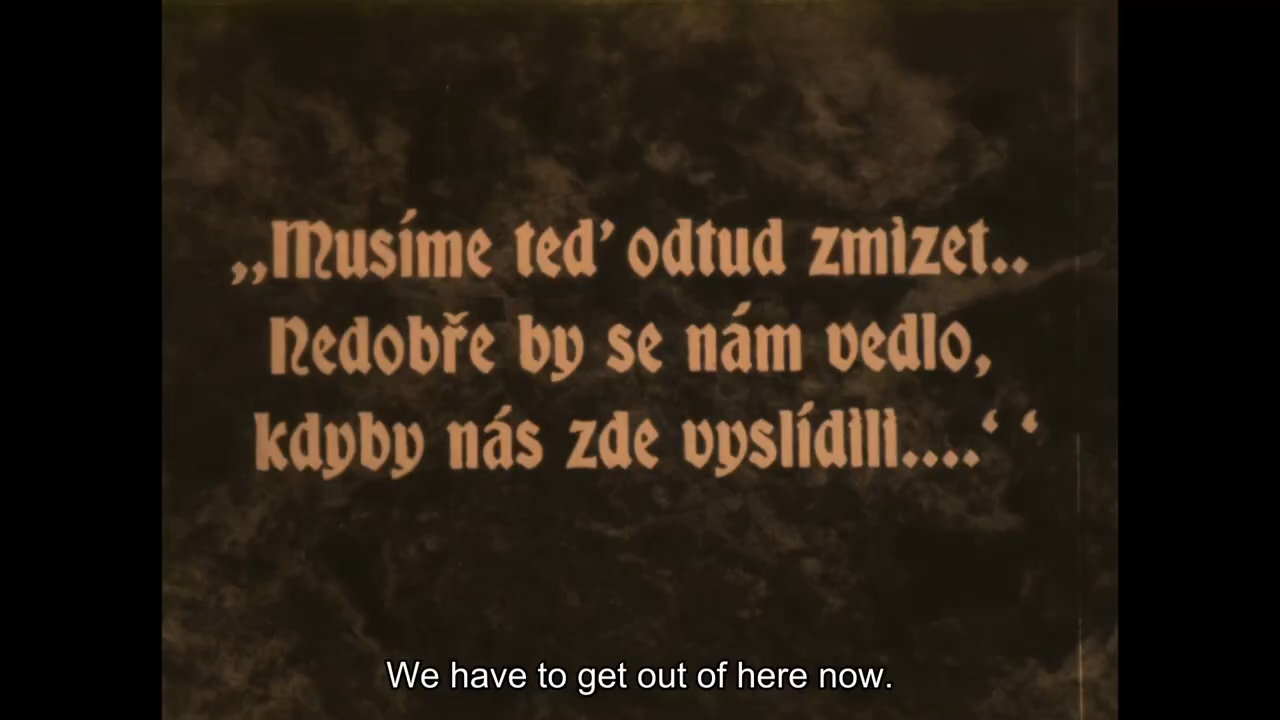 „Musíme teď odtud zmizet..
Nedobře by se nám vedlo,
kdyby nás zde vyslídili....‘ ‘
We have to get out of here now.